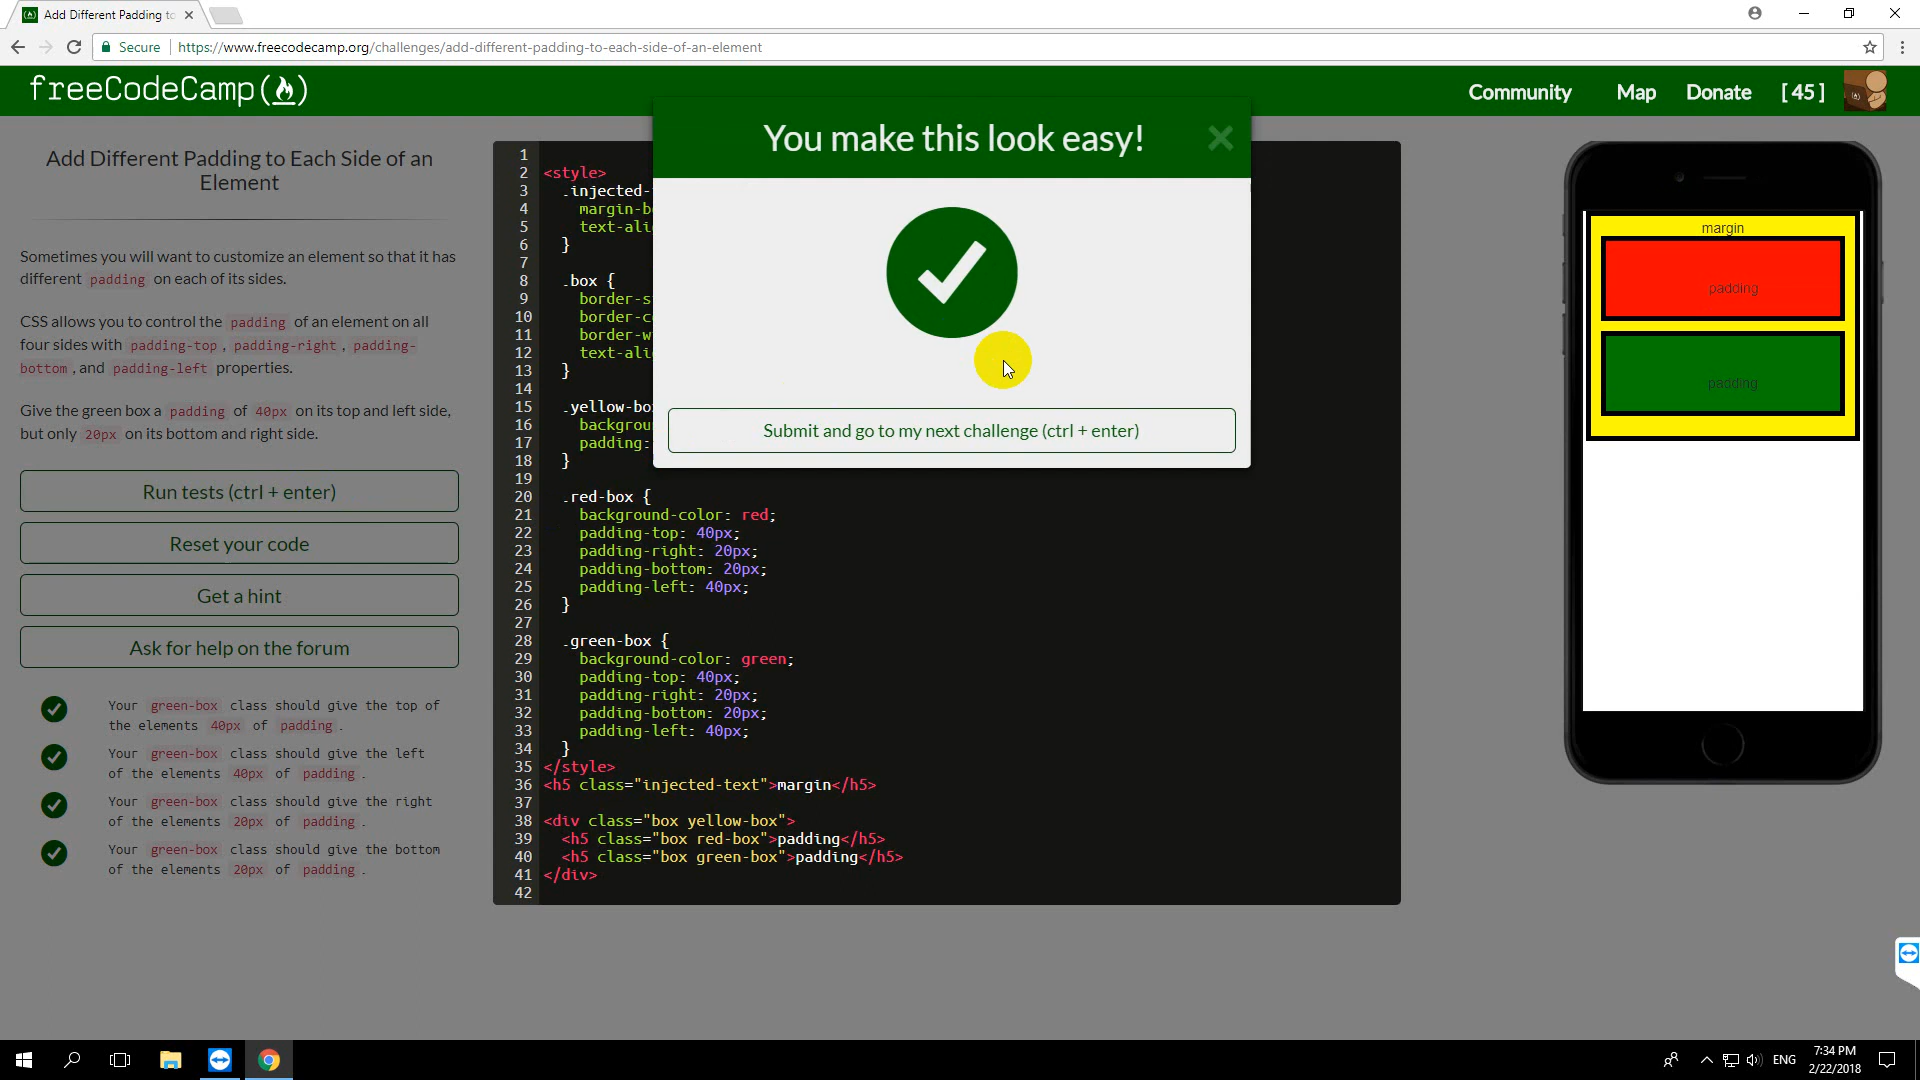 Add Different Padding to
Secure
https://www.freecodecamp.org/challenges/add-different-padding-to-each-side-of-an-element
freeCodeCamp
Community
Map
Donate
[ 45 ]
Add Different Padding to Each Side of an
Element
Sometimes you will want to customize an element so that it has
different padding on each of its sides.
CSS allows you to control the padding of an element on all
four sides with padding-top, padding-right, padding-
bottom, and padding-left properties.
Give the green box a padding of 40px on its top and left side,
but only 20px on its bottom and right side.
Run tests (ctrl + enter)
Reset your code
Get a hint
Ask for help on the forum
Your green-box class should give the top of
the elements 40px of padding.
Your green-box class should give the left
of the elements 40px of padding.
Your green-box class should give the right
of the elements 20px of padding.
Your green-box class should give the bottom
of the elements 20px of padding.
You make this look easy!
×
Submit and go to my next challenge (ctrl + enter)
1
2 <style>
3 .injected-
4 margin-b
5 text-ali
6 }
7
8 .box {
9 border-s
10 border-c
11 border-w
12 text-ali
13 }
14
15 .yellow-bo
16 backgrou
17 padding:
18 }
19
20 .red-box {
21 background-color: red;
22 padding-top: 40px;
23 padding-right: 20px;
24 padding-bottom: 20px;
25 padding-left: 40px;
26 }
27
28 .green-box {
29 background-color: green;
30 padding-top: 40px;
31 padding-right: 20px;
32 padding-bottom: 20px;
33 padding-left: 40px;
34 }
35 </style>
36 <h5 class="injected-text">margin</h5>
37
38 <div class="box yellow-box">
39 <h5 class="box red-box">padding</h5>
40 <h5 class="box green-box">padding</h5>
41 </div>
42
margin
padding
padding
ENG
7:34 PM
2/22/2018